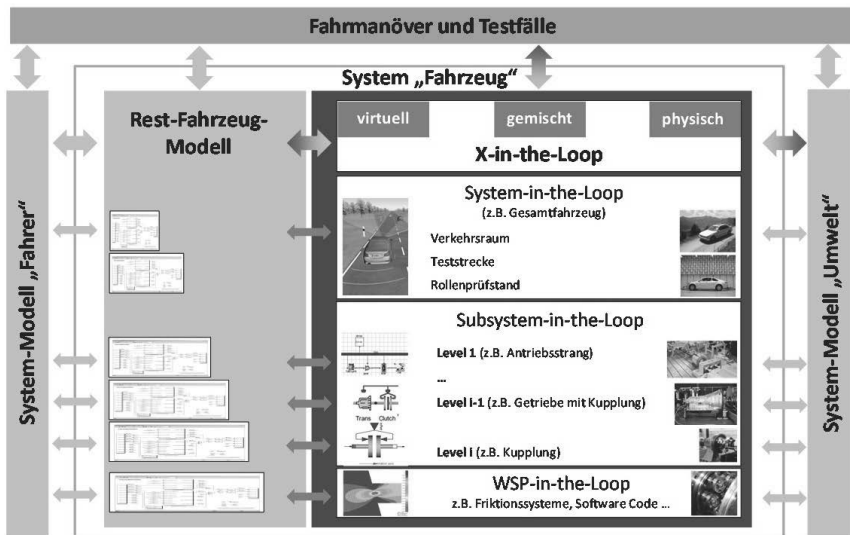 Fahrmanöver und Testfälle
System „Fahrzeug"
System-Modell „Fahrer"
Rest-Fahrzeug-
Modell
virtuell
gemischt
physisch
X-in-the-Loop
System-in-the-Loop
(z.B. Gesamtfahrzeug)
Verkehrsraum
Teststrecke
Rollenprüfstand
Subsystem-in-the-Loop
Level 1 (z.B. Antriebsstrang)
...
Level i-1 (z.B. Getriebe mit Kupplung)
Trans Clutch
Level i (z.B. Kupplung)
WSP-in-the-Loop
z.B. Friktionssysteme, Software Code ...
System-Modell „Umwelt"